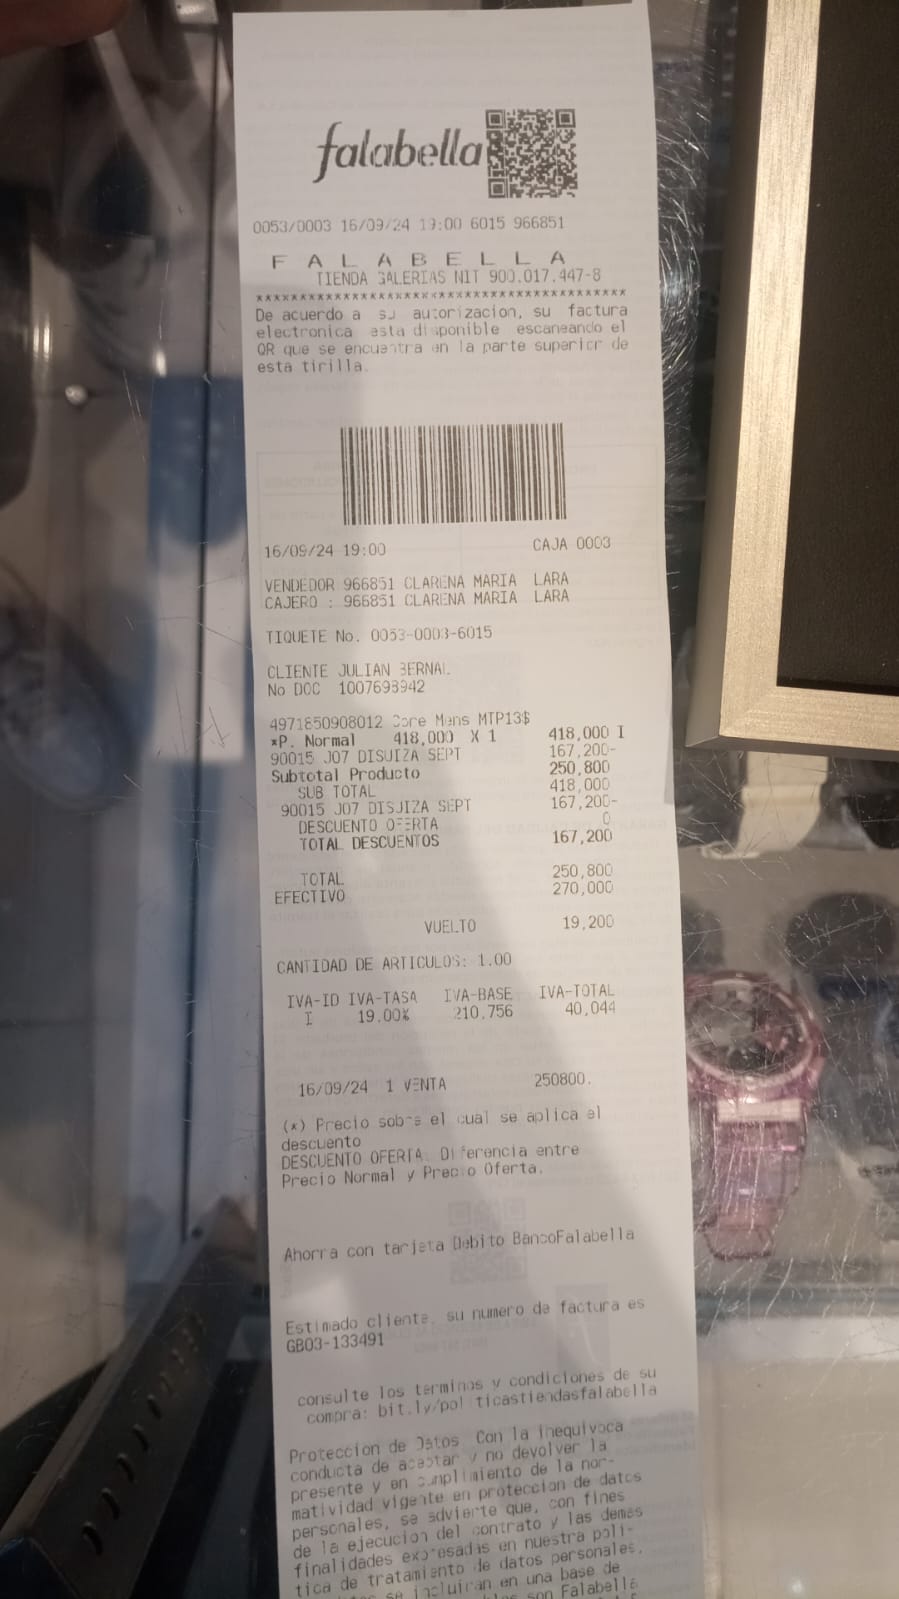 falabella
0053/0003 16/09/24 19:00 6015 966851
F A L A B E L L A
TIENDA GALERIAS NIT 900.017.447-8
******************************************
De acuerdo a su autorizacion, su factura
electronica esta disponible escaneando el
QR que se encuentra en la parte superior de
esta tirilla.
16/09/24 19:00 CAJA 0003
VENDEDOR 966851 CLARENA MARIA LARA
CAJERO : 966851 CLARENA MARIA LARA
TIQUETE No. 0053-0003-6015
CLIENTE JULIAN BERNAL
No DOC 1007698942
4971850908012 Core Mens MTP13$
*P. Normal 418,000 X 1 418,000 I
90015 J07 DISUIZA SEPT 167,200-
Subtotal Producto 250,800
SUB TOTAL 418,000
90015 J07 DISUIZA SEPT 167,200-
DESCUENTO OFERTA 0
TOTAL DESCUENTOS 167,200
TOTAL 250,800
EFECTIVO 270,000
VUELTO 19,200
CANTIDAD DE ARTICULOS: 1.00
IVA-ID IVA-TASA IVA-BASE IVA-TOTAL
I 19.00% 210,756 40,044
16/09/24 1 VENTA 250800.
(*) Precio sobre el cual se aplica el
descuento
DESCUENTO OFERTA: Diferencia entre
Precio Normal y Precio Oferta.
Ahorra con tarjeta Debito BancoFalabella
Estimado cliente, su numero de factura es
GB03-133491
consulte los terminos y condiciones de su
compra: bit.ly/politicastiendasfalabella
Proteccion de Datos Con la inequivoca
conducta de aceptar y no devolver la
presente y en cumplimiento de la nor-
matividad vigente en proteccion de datos
personales, se advierte que, con fines
de la ejecucion del contrato y las demas
finalidades expresadas en nuestra poli-
tica de tratamiento de datos personales,
se incluiran en una base de
son Falabella